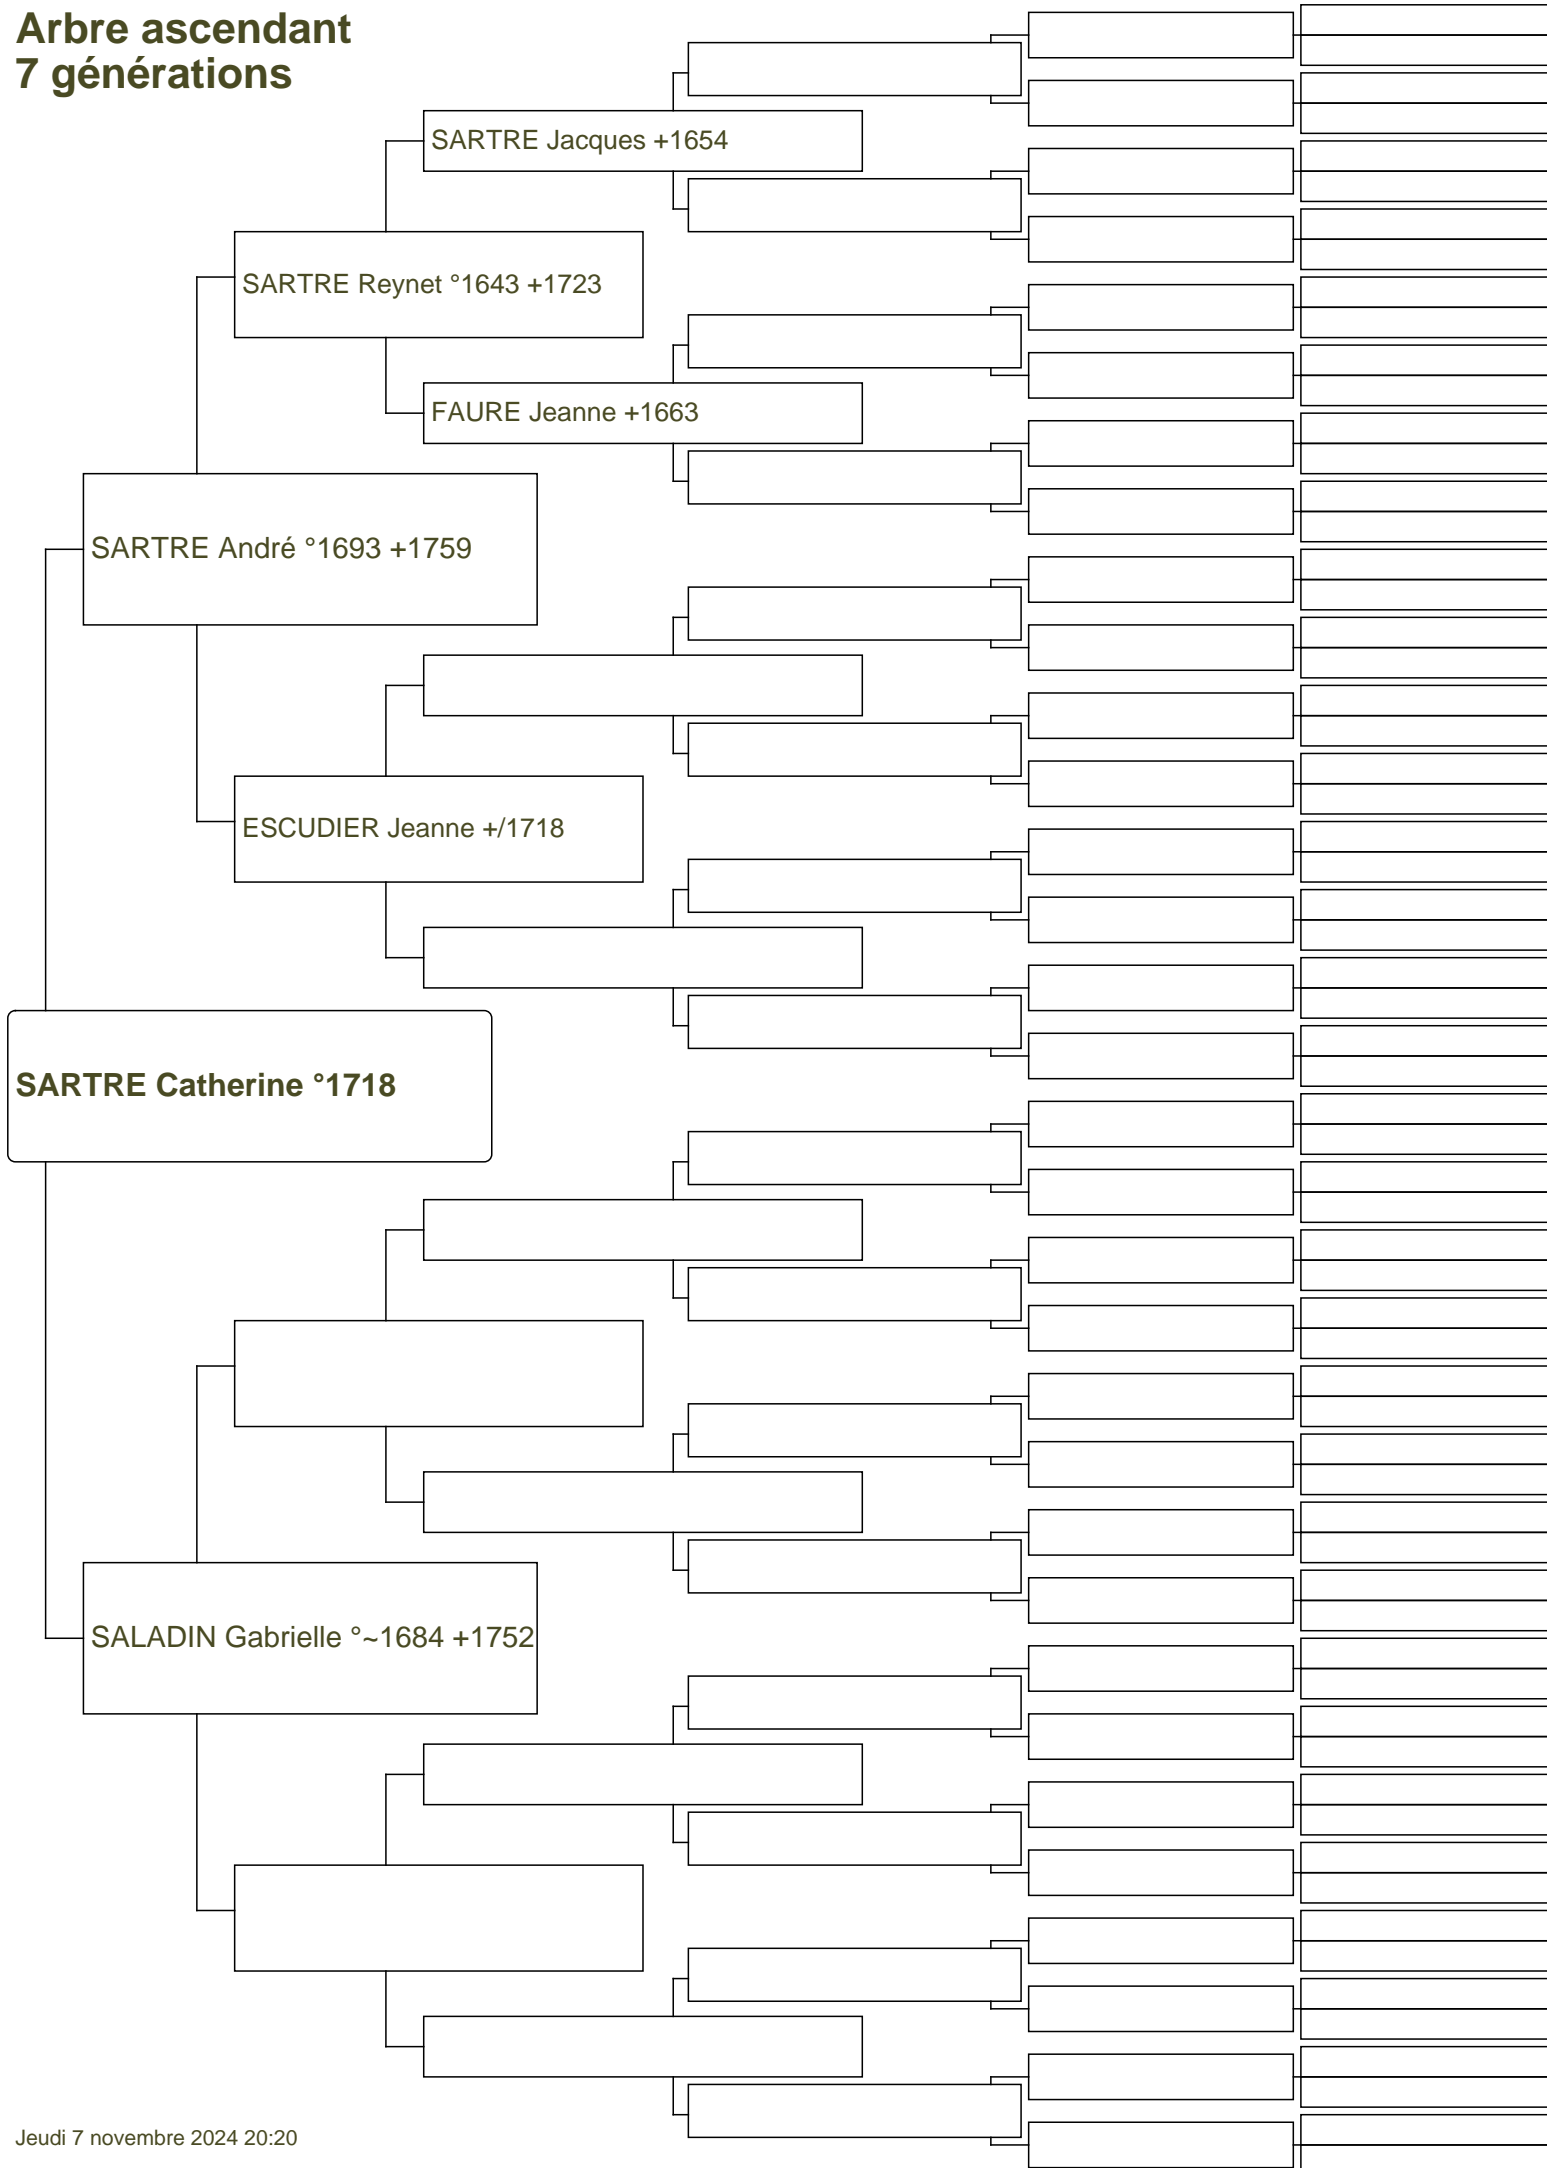 Arbre ascendant
7 générations
SARTRE Jacques +1654
SARTRE Reynet °1643 +1723
FAURE Jeanne +1663
SARTRE André °1693 +1759
ESCUDIER Jeanne +/1718
SARTRE Catherine °1718
SALADIN Gabrielle °~1684 +1752
Jeudi 7 novembre 2024 20:20